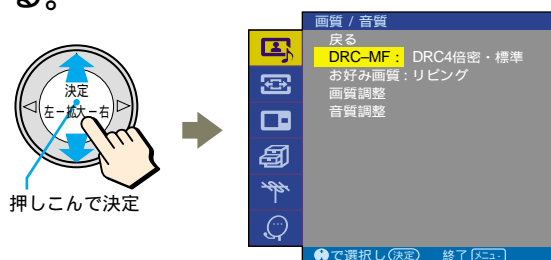 る。
決定
左－拡大－右
押しこんで決定
画質 / 音質
戻る
DRC–MF： DRC4倍密・標準
お好み画質：リビング
画質調整
音質調整
で選択し 決定 終了 メニュー